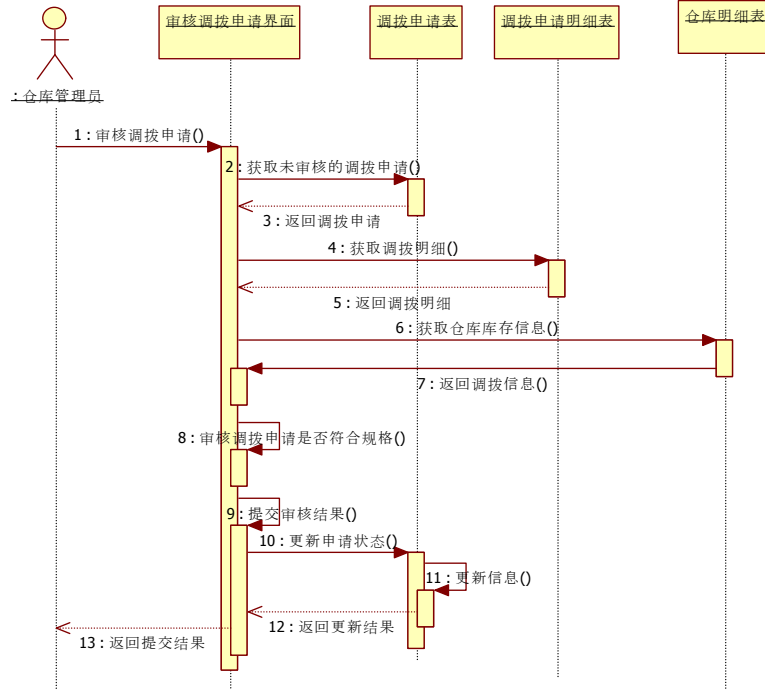 审核调拨申请界面
调拨申请表
调拨申请明细表
仓库明细表
:仓库管理员
1 : 审核调拨申请()
2 : 获取未审核的调拨申请()
3 : 返回调拨申请
4 : 获取调拨明细()
5 : 返回调拨明细
6 : 获取仓库库存信息()
7 : 返回调拨信息()
8 : 审核调拨申请是否符合规格()
9 : 提交审核结果()
10 : 更新申请状态()
11 : 更新信息()
12 : 返回更新结果
13 : 返回提交结果